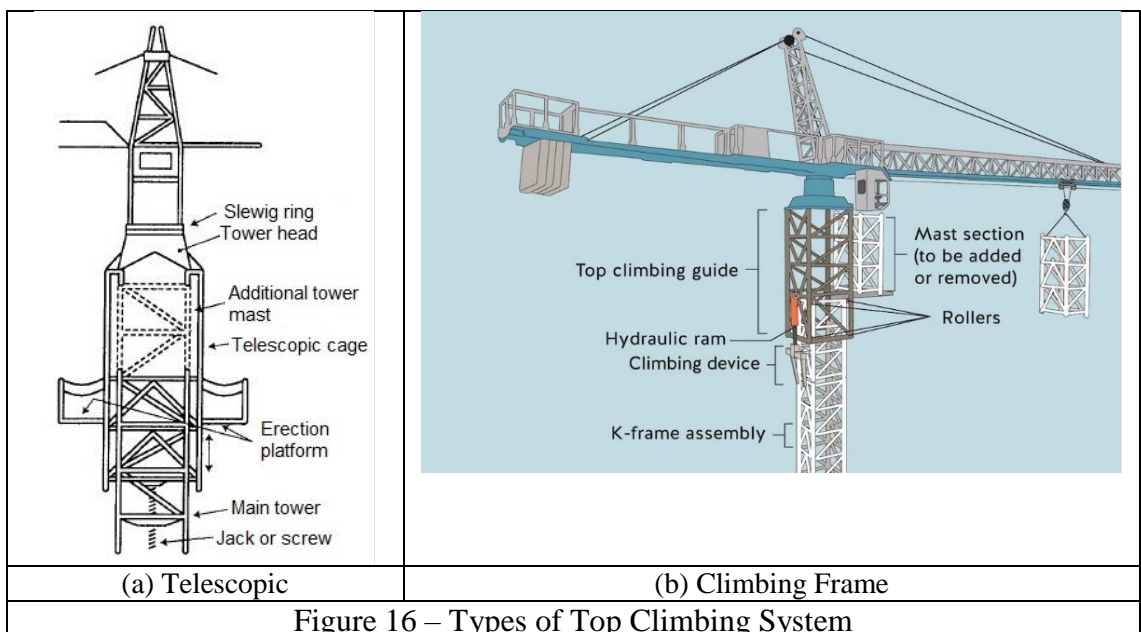 Slewig ring
Tower head
Additional tower
mast
Telescopic cage
Erection
platform
Main tower
Jack or screw
Top climbing guide
Mast section
(to be added
or removed)
Rollers
Hydraulic ram
Climbing device
K-frame assembly
(a) Telescopic
(b) Climbing Frame
Figure 16 – Types of Top Climbing System